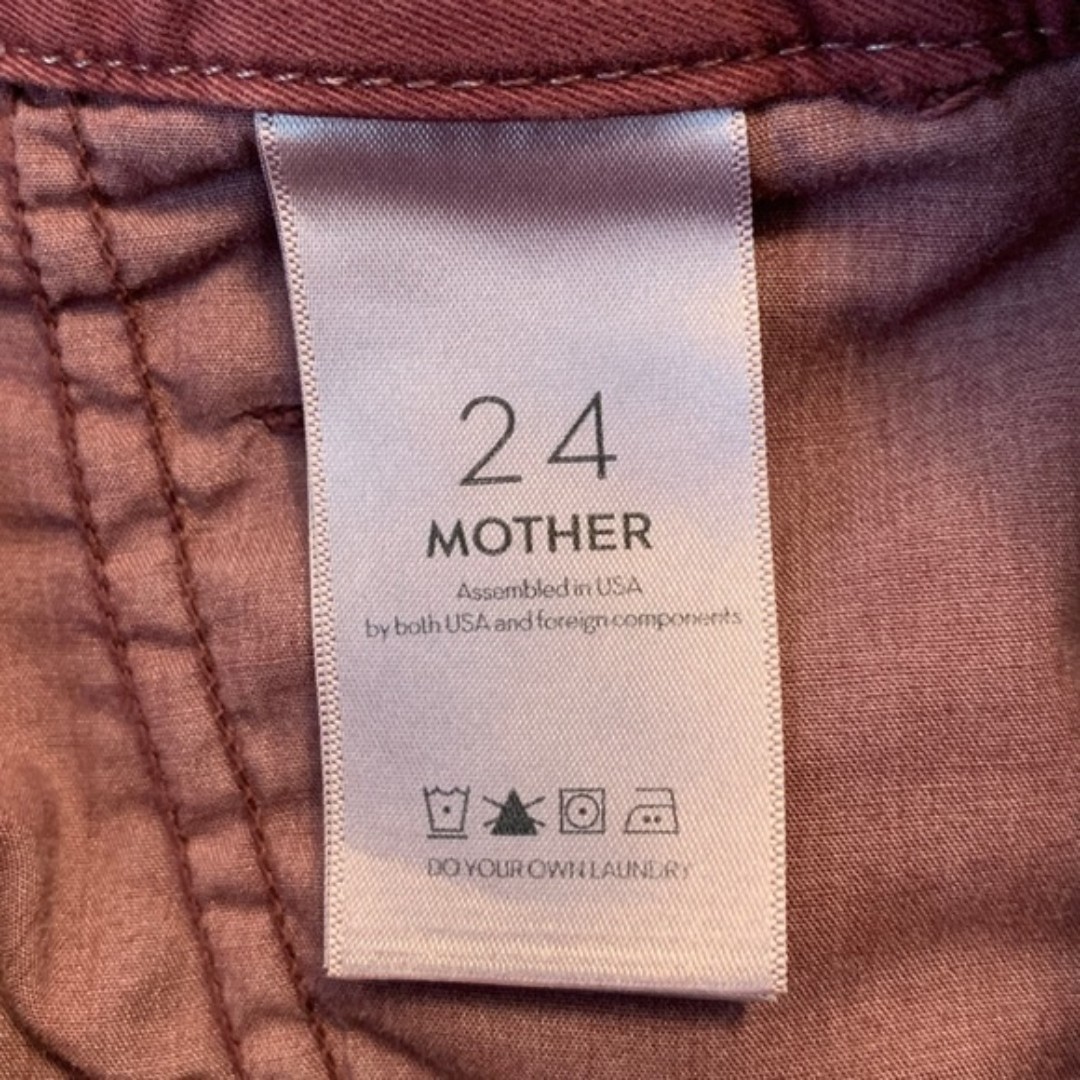 24
MOTHER
Assembled in USA
by both USA and foreign components
DO YOUR OWN LAUNDRY